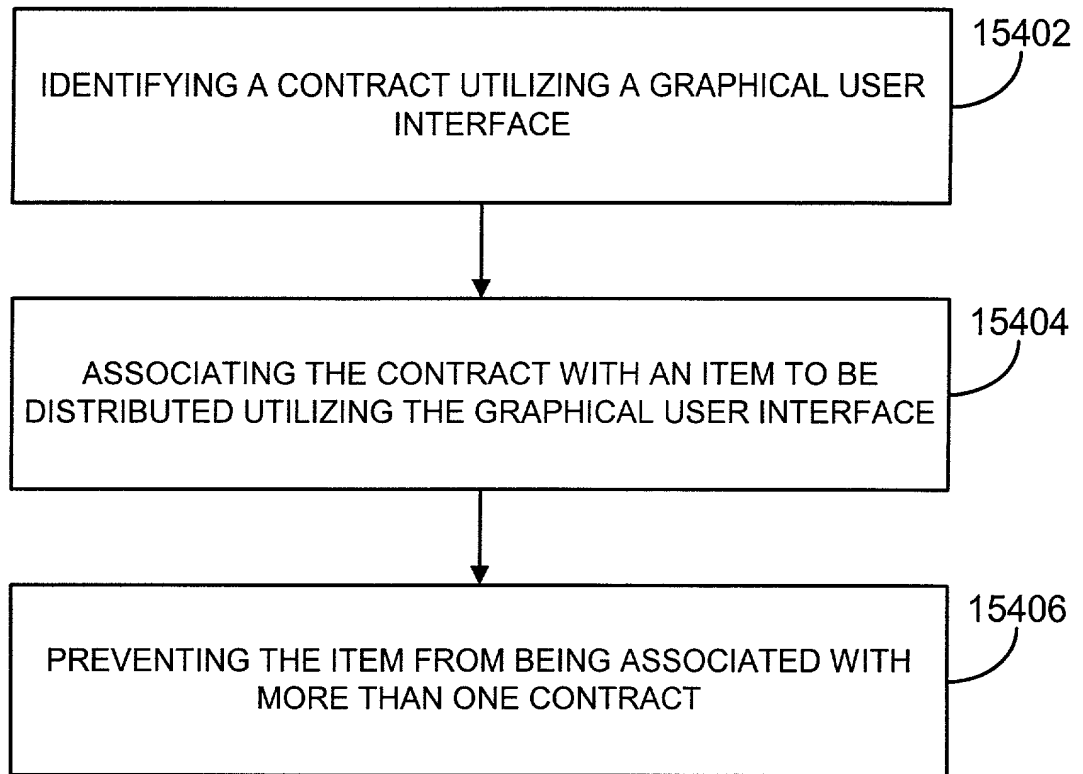 15402
IDENTIFYING A CONTRACT UTILIZING A GRAPHICAL USER
INTERFACE
15404
ASSOCIATING THE CONTRACT WITH AN ITEM TO BE
DISTRIBUTED UTILIZING THE GRAPHICAL USER INTERFACE
15406
PREVENTING THE ITEM FROM BEING ASSOCIATED WITH
MORE THAN ONE CONTRACT